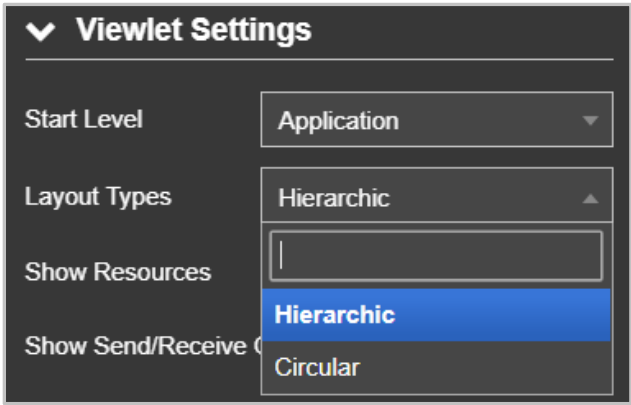 Viewlet Settings
Start Level Application
Layout Types Hierarchic
Show Resources
Hierarchic
Show Send/Receive
Circular